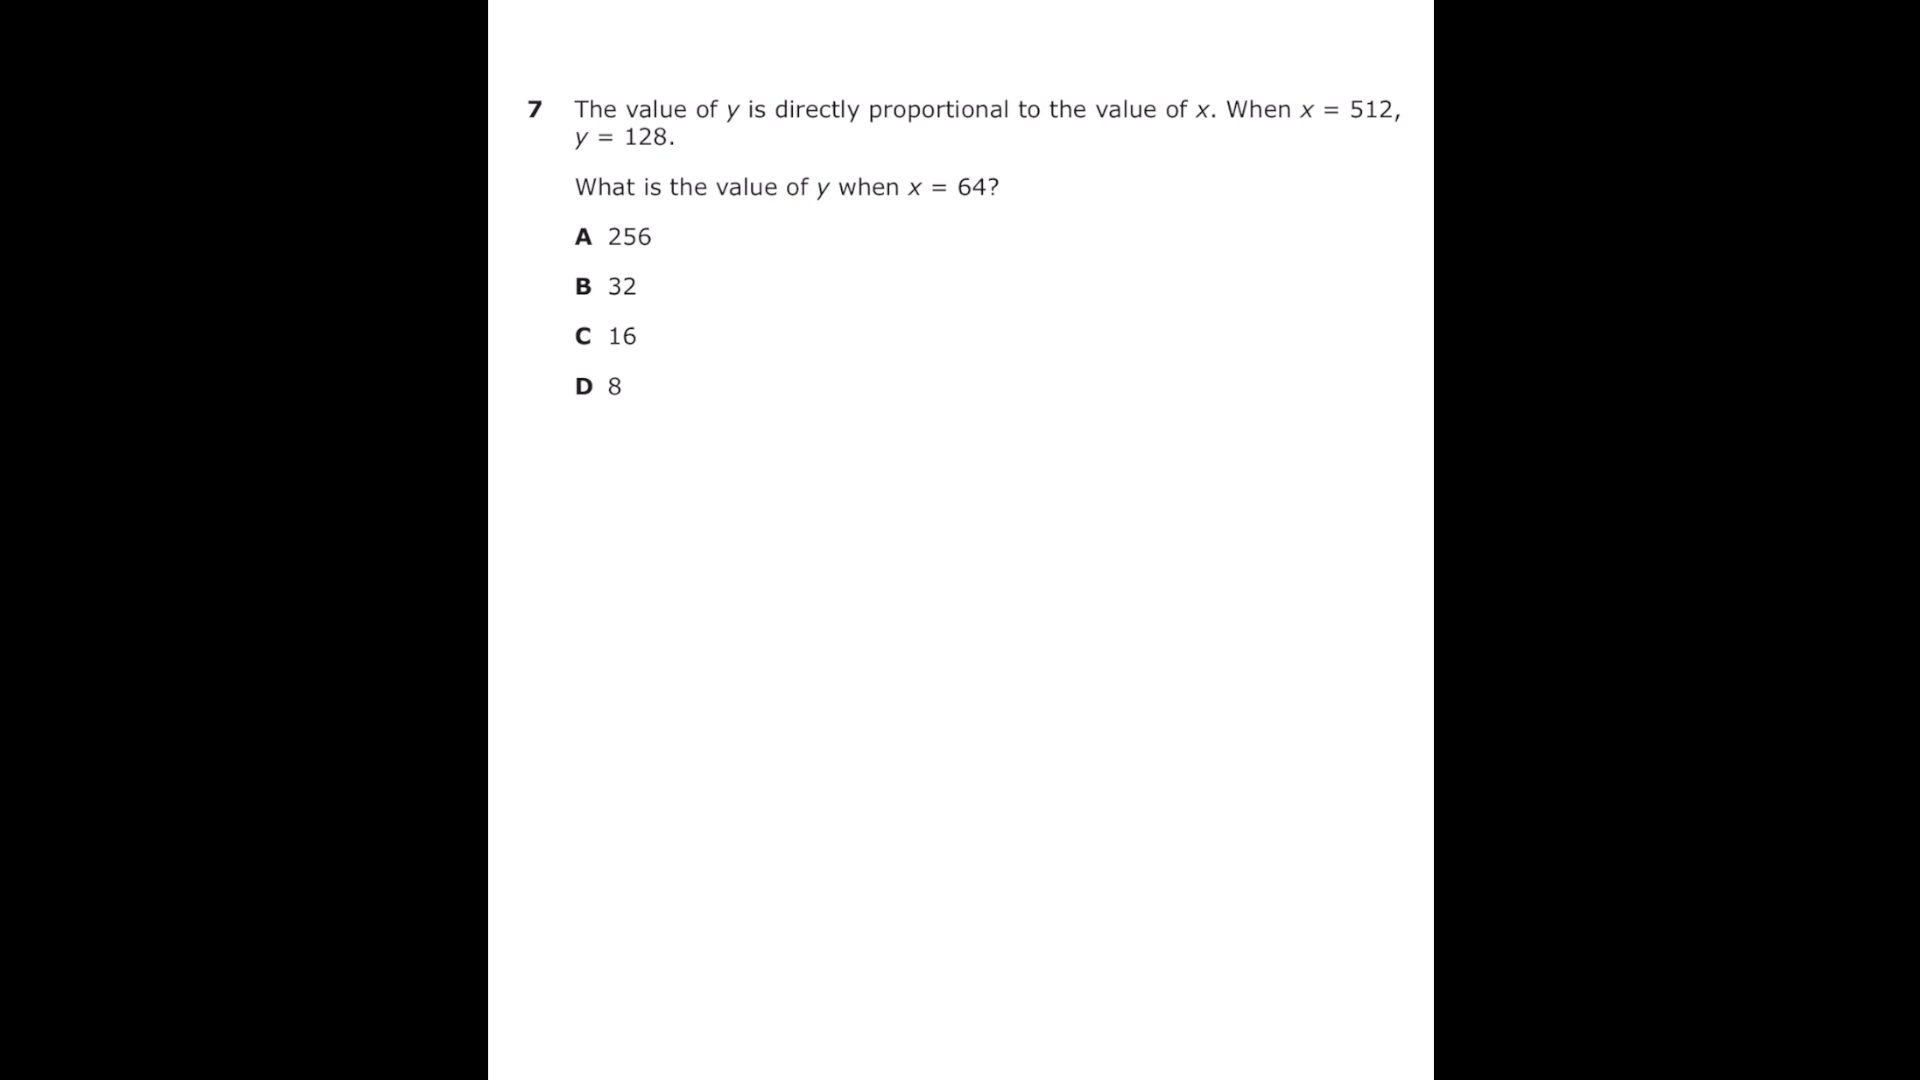 7 The value of y is directly proportional to the value of x. When x = 512,
y = 128.
What is the value of y when x = 64?
A 256
B 32
C 16
D 8